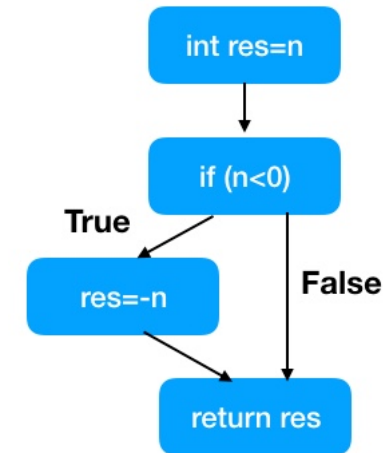 int res=n
if (n<0)
True
res=-n
False
return res